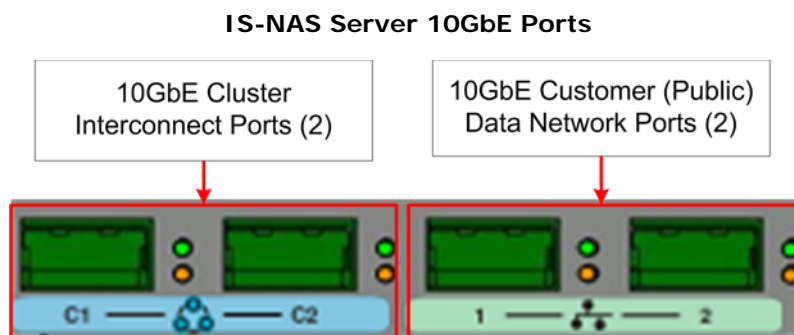 IS-NAS Server 10GbE Ports
10GbE Cluster
Interconnect Ports (2)
10GbE Customer (Public)
Data Network Ports (2)
C1 C2
1 2